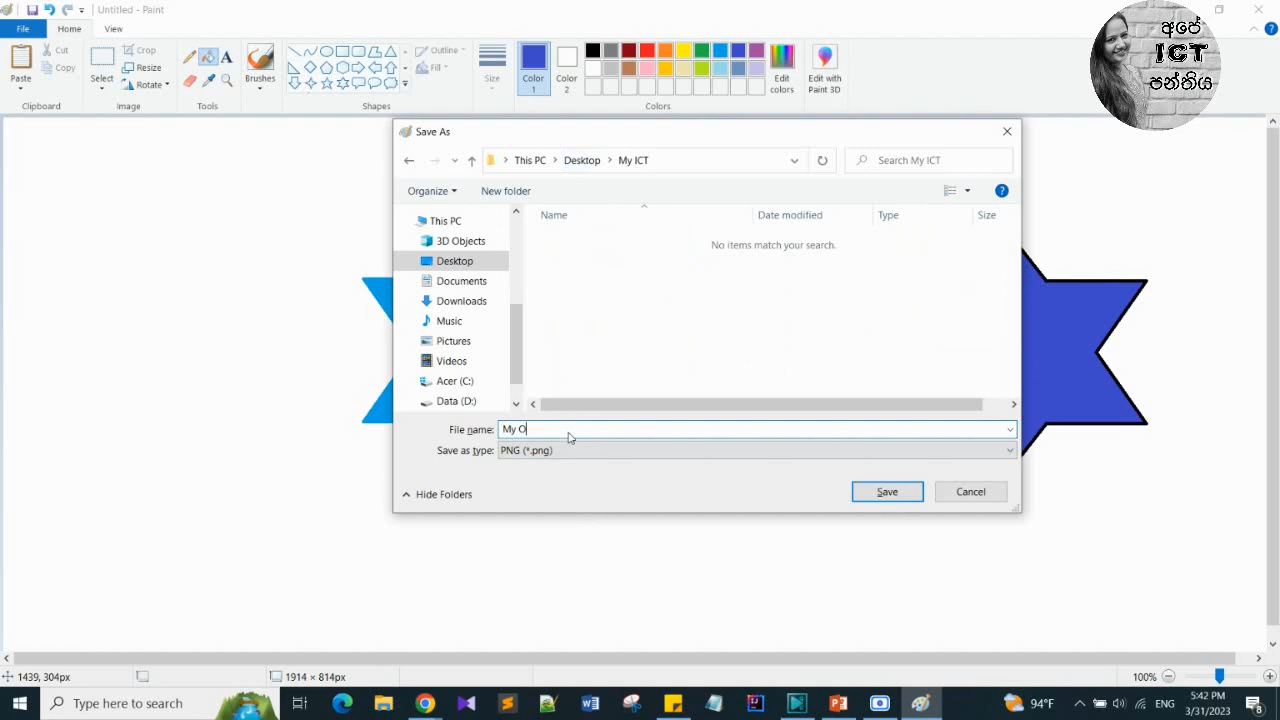 Untitled - Paint
File Home View
Paste
Cut
Copy
Clipboard
Select
Crop
Resize
Rotate
Image
Tools
Brushes
Outline
Fill
Shapes
Size
Color 1
Color 2
Edit colors
Colors
Edit with Paint 3D
අපේ
ICT
පන්තිය
Save As
This PC > Desktop > My ICT
Search My ICT
Organize New folder
Name Date modified Type Size
No items match your search.
This PC
3D Objects
Desktop
Documents
Downloads
Music
Pictures
Videos
Acer (C:)
Data (D:)
File name: My O
Save as type: PNG (*.png)
Hide Folders
Save Cancel
1439, 304px
1914 × 814px
100%
Type here to search
94°F
ENG
5:42 PM
3/31/2023
8